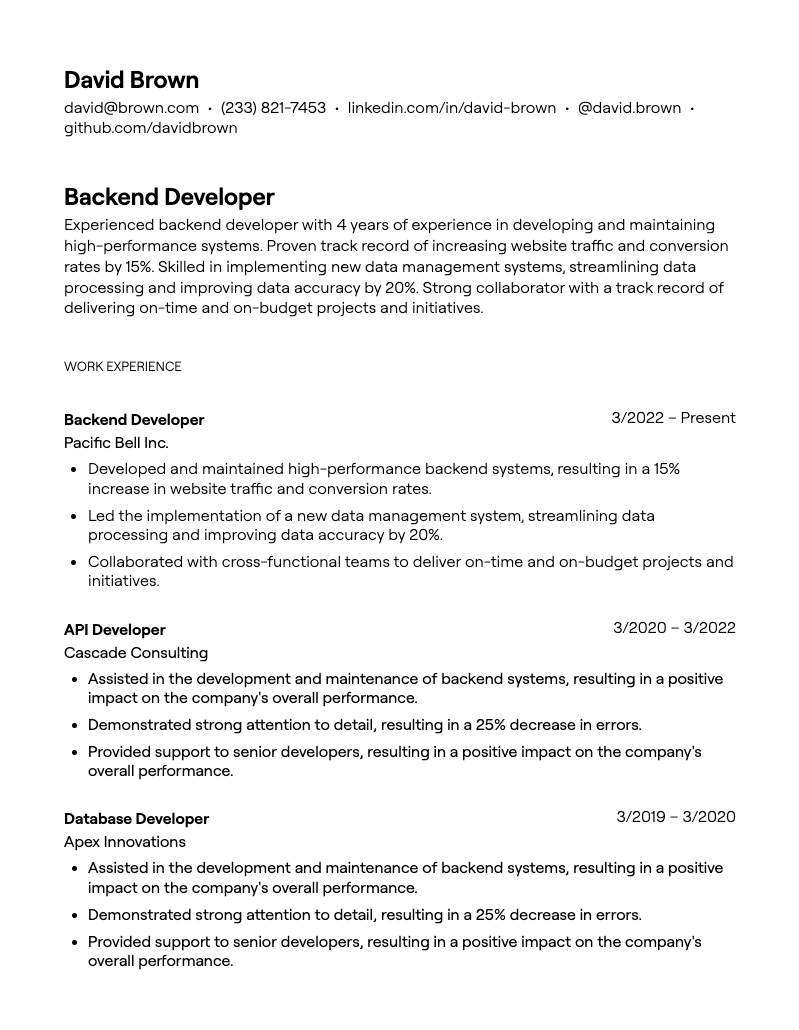 David Brown
david@brown.com • (233) 821-7453 • linkedin.com/in/david-brown • @david.brown •
github.com/davidbrown
Backend Developer
Experienced backend developer with 4 years of experience in developing and maintaining
high-performance systems. Proven track record of increasing website traffic and conversion
rates by 15%. Skilled in implementing new data management systems, streamlining data
processing and improving data accuracy by 20%. Strong collaborator with a track record of
delivering on-time and on-budget projects and initiatives.
WORK EXPERIENCE
Backend Developer 3/2022 – Present
Pacific Bell Inc.
• Developed and maintained high-performance backend systems, resulting in a 15%
increase in website traffic and conversion rates.
• Led the implementation of a new data management system, streamlining data
processing and improving data accuracy by 20%.
• Collaborated with cross-functional teams to deliver on-time and on-budget projects and
initiatives.
API Developer 3/2020 – 3/2022
Cascade Consulting
• Assisted in the development and maintenance of backend systems, resulting in a positive
impact on the company's overall performance.
• Demonstrated strong attention to detail, resulting in a 25% decrease in errors.
• Provided support to senior developers, resulting in a positive impact on the company's
overall performance.
Database Developer 3/2019 – 3/2020
Apex Innovations
• Assisted in the development and maintenance of backend systems, resulting in a positive
impact on the company's overall performance.
• Demonstrated strong attention to detail, resulting in a 25% decrease in errors.
• Provided support to senior developers, resulting in a positive impact on the company's
overall performance.